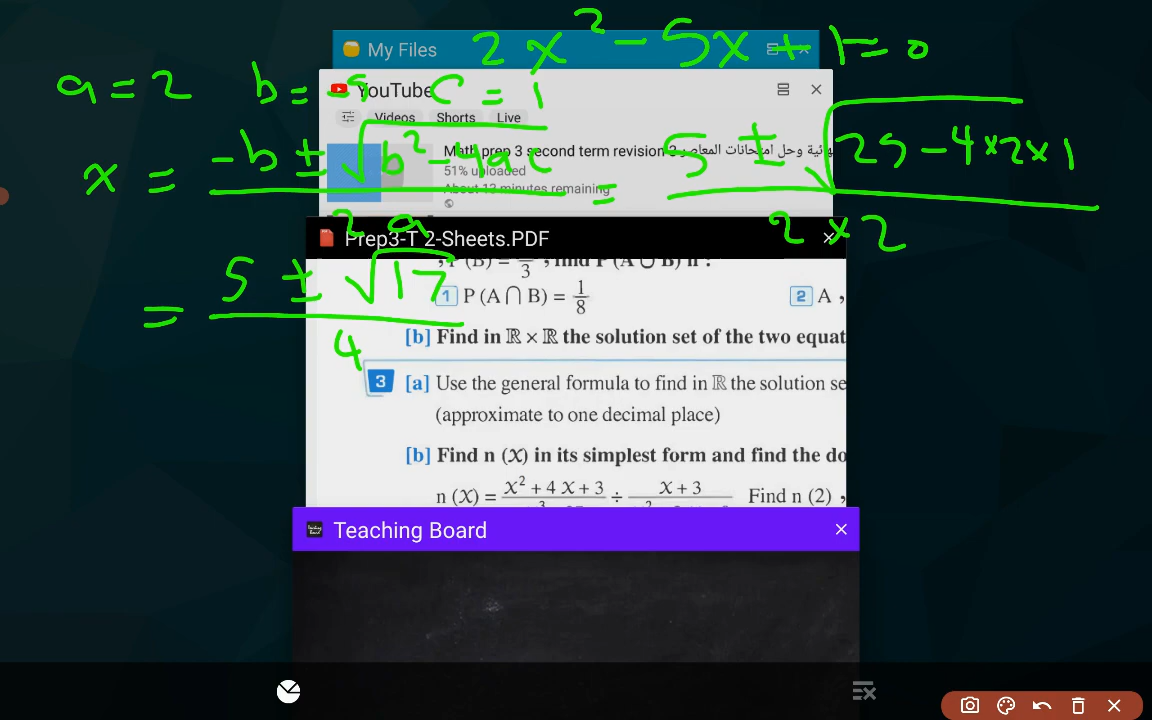 2x² - 5x + 1 = 0
My Files
a = 2 b = -5 C = 1
YouTube
Videos Shorts Live
Math prep 3 second term revision 2
51% uploaded
About 12 minutes remaining
x = -b ± √b² - 4ac / 2a = 5 ± √25 - 4×2×1 / 2 × 2
Prep3-T 2-Sheets.PDF
= 5 ± √17 / 4
1 P (A ⋂ B) = 1/8 2 A ,
[b] Find in ℝ × ℝ the solution set of the two equat
3 [a] Use the general formula to find in ℝ the solution se
(approximate to one decimal place)
[b] Find n (X) in its simplest form and find the do
n (X) = X² + 4 X + 3 ÷ X + 3 Find n (2) ,
Teaching Board